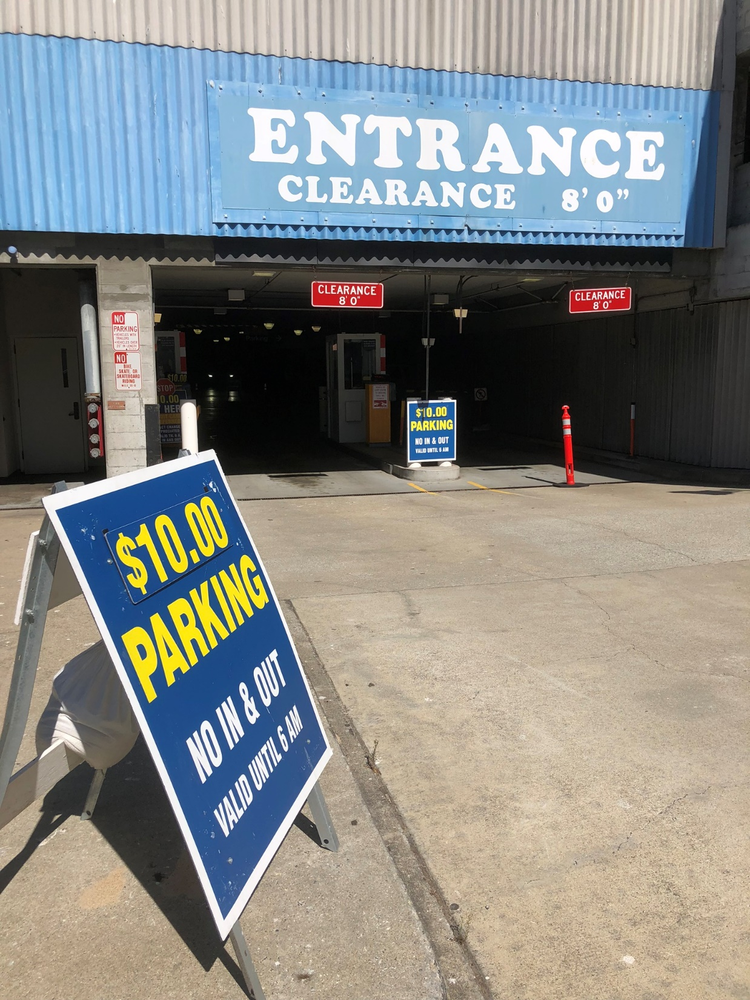 ENTRANCE
CLEARANCE 8' 0"
CLEARANCE
8' 0"
CLEARANCE
8' 0"
NO
PARKING
•VEHICLES WITH
TRAILERS
•VEHICLES OVER
20' IN LENGTH
NO
BIKE,
SKATE, OR
SKATEBOARD
RIDING
$10.00
STOP
$10.00
PARKING
NO IN & OUT
VALID UNTIL 6 AM
$10.00
PARKING
NO IN & OUT
VALID UNTIL 6 AM